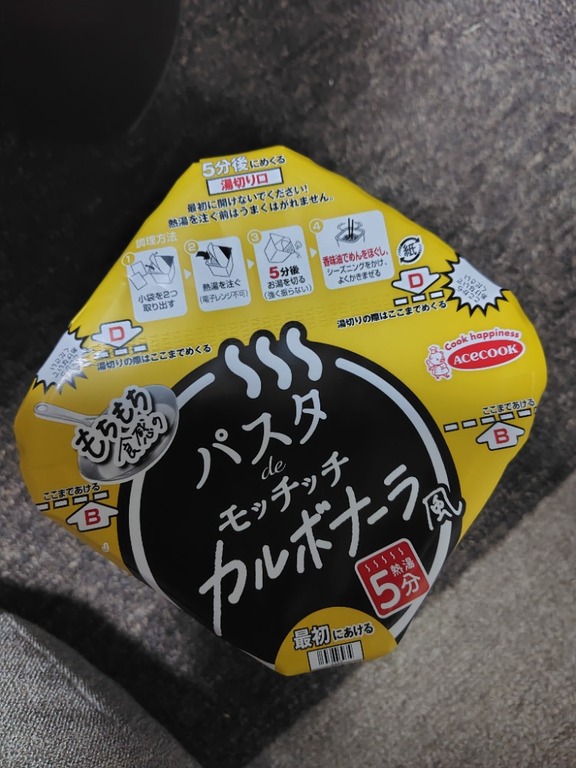 5分後にめくる
湯切り口
最初に開けないでください!
熱湯を注ぐ前はうまくはがれません。
調理方法
1
小袋を2つ
取り出す
2
熱湯を注ぐ
(電子レンジ不可)
3
5分後
お湯を切る
(強く振らない)
4
香味油でめんをほぐし、
シーズニングをかけ、
よくかきまぜる
紙
D
湯切りの際はここまでめくる
D
湯切りの際はここまでめくる
Cook happiness
ACECOOK
もちもち
食感の
ここまであける
B
ここまであける
B
パスタ
de
モッチッチ
カルボナーラ風
熱湯
5分
最初にあける